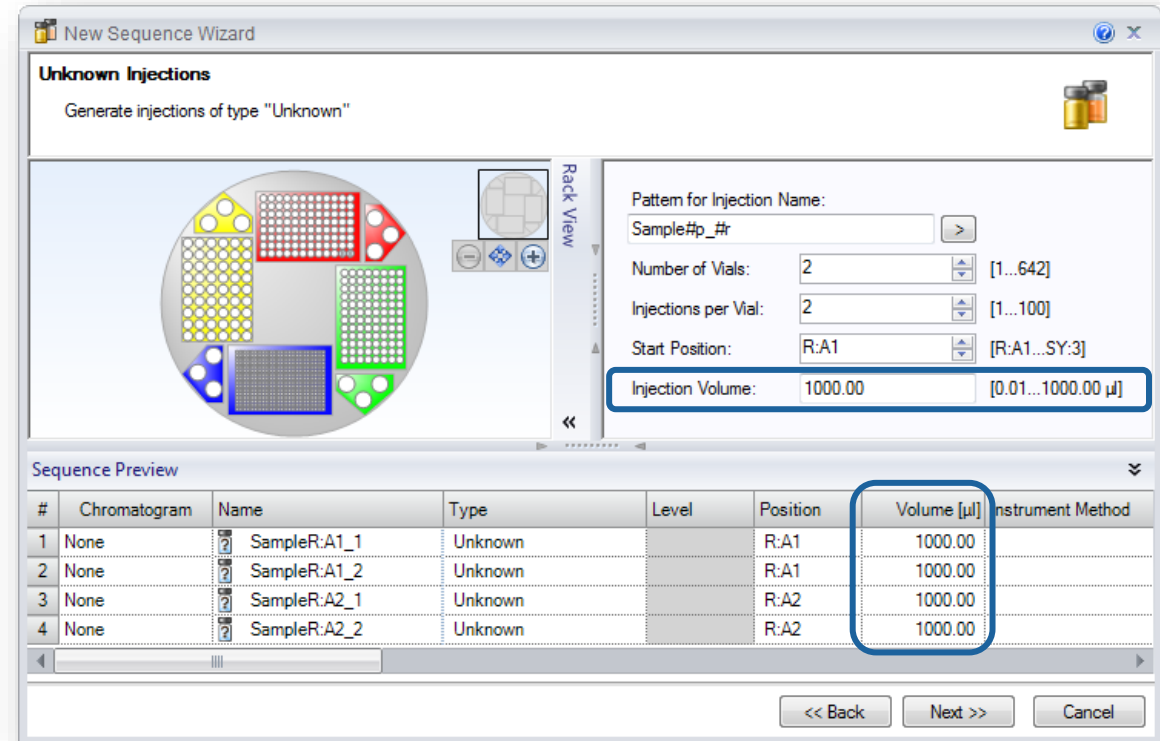 New Sequence Wizard
Unknown Injections
Generate injections of type "Unknown"
Rack View
Pattern for Injection Name:
Sample#p_#r >
Number of Vials: 2 [1...642]
Injections per Vial: 2 [1...100]
Start Position: R:A1 [R:A1...SY:3]
Injection Volume: 1000.00 [0.01...1000.00 µl]
Sequence Preview
# Chromatogram Name Type Level Position Volume [µl] Instrument Method
1 None SampleR:A1_1 Unknown R:A1 1000.00
2 None SampleR:A1_2 Unknown R:A1 1000.00
3 None SampleR:A2_1 Unknown R:A2 1000.00
4 None SampleR:A2_2 Unknown R:A2 1000.00
<< Back Next >> Cancel